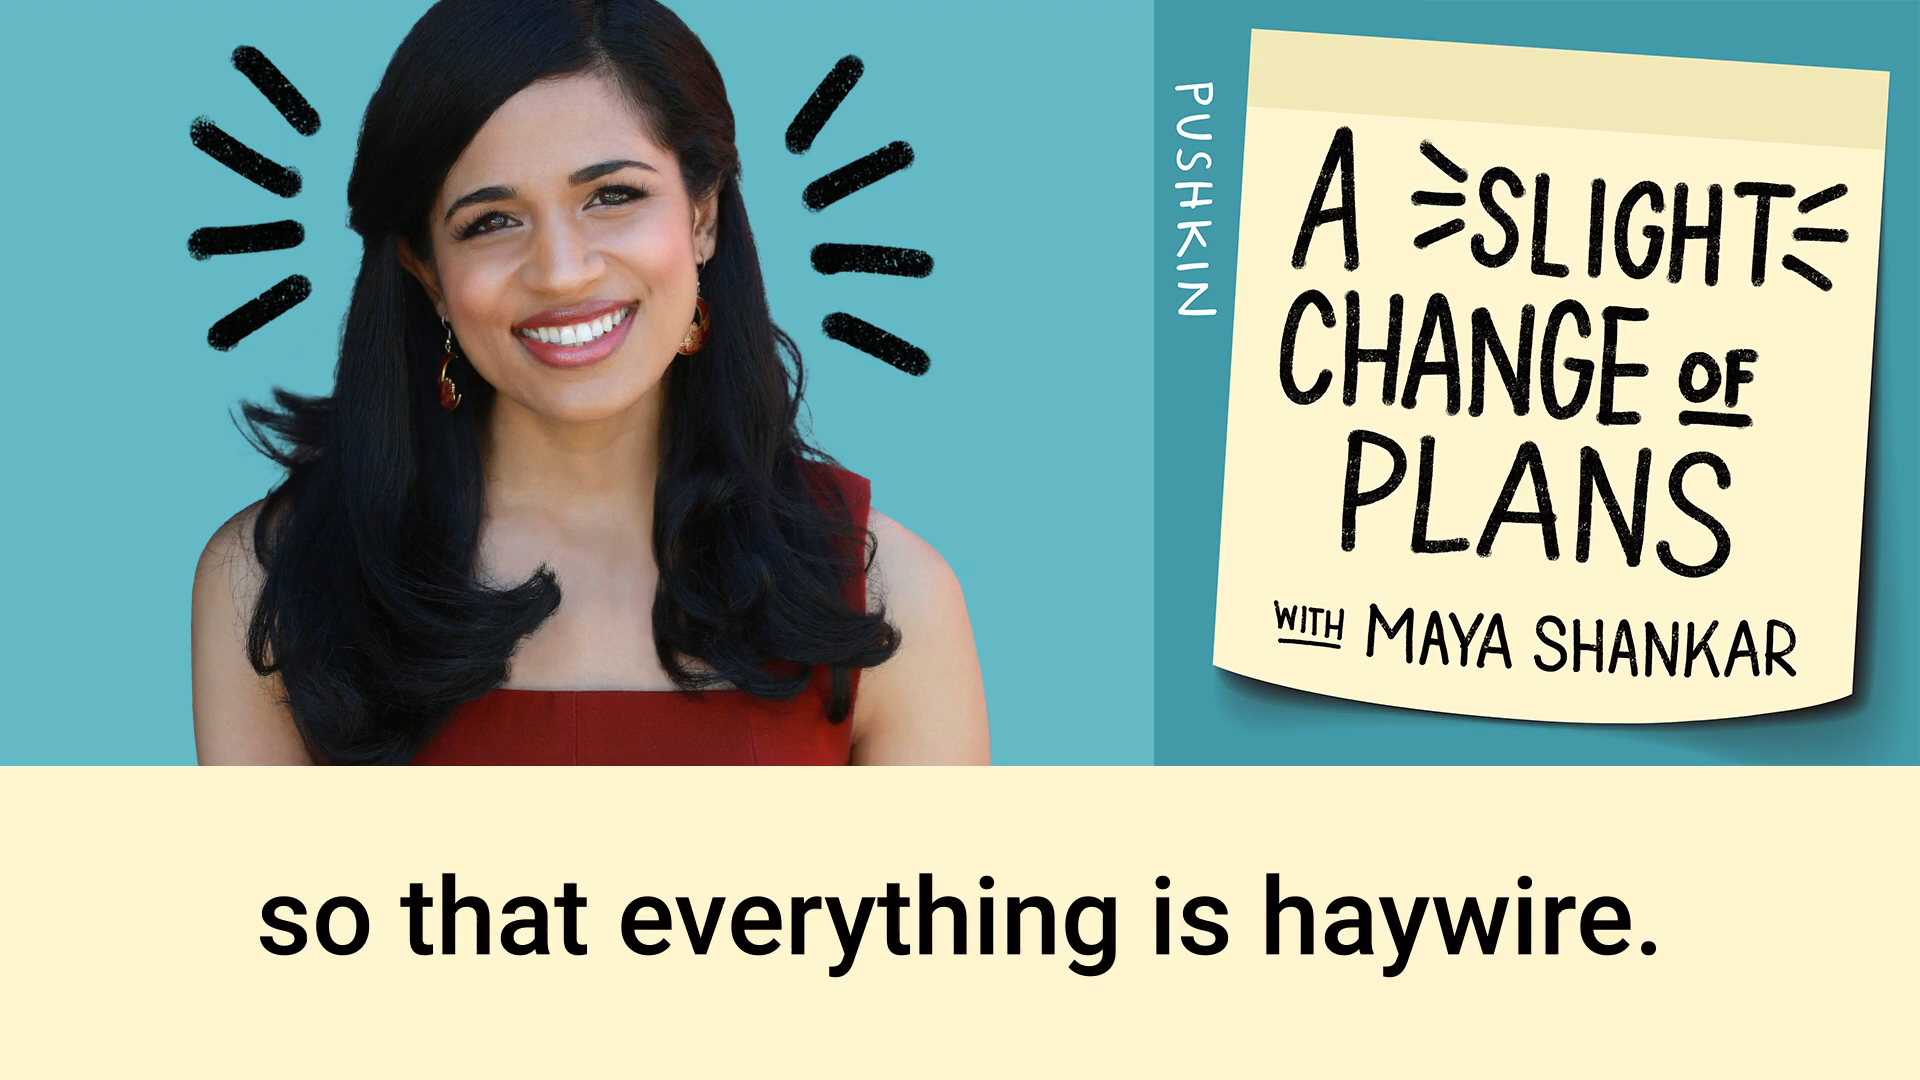 PUSHKIN
A SLIGHT
CHANGE OF
PLANS
WITH MAYA SHANKAR
so that everything is haywire.